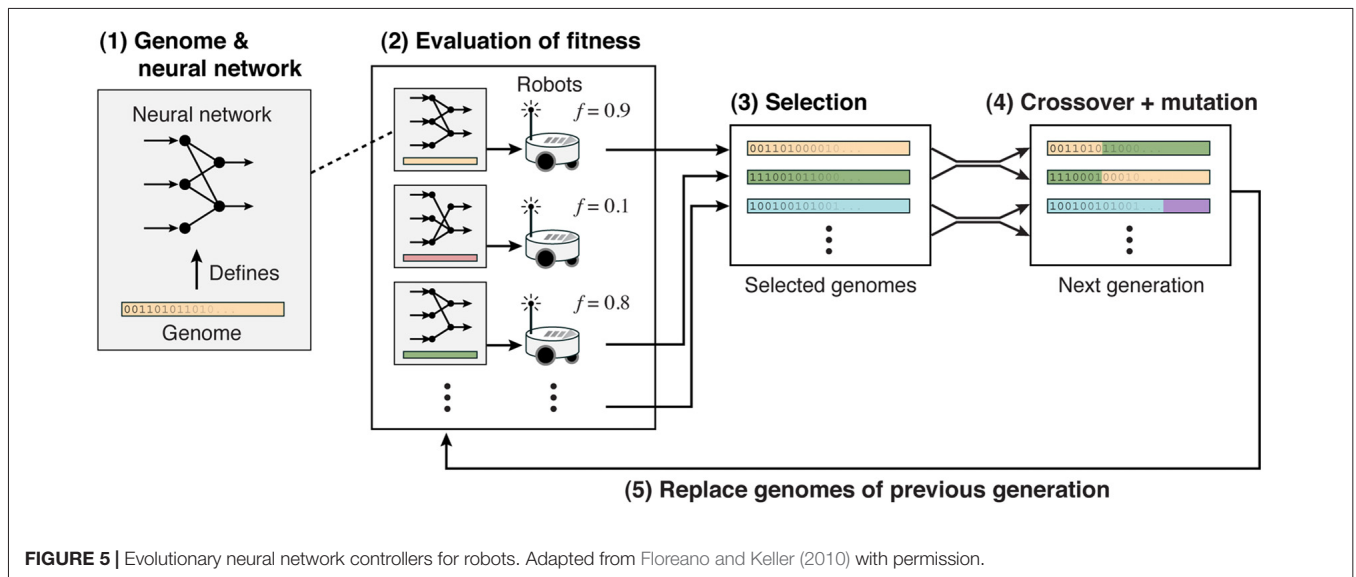 (1) Genome &
neural network
Neural network
Defines
001101011010...
Genome
(2) Evaluation of fitness
Robots
f = 0.9
f = 0.1
f = 0.8
(3) Selection
001101000010...
111001011000...
100100101001...
Selected genomes
(4) Crossover + mutation
001101011000...
111000100010...
100100101001...
Next generation
(5) Replace genomes of previous generation
FIGURE 5 | Evolutionary neural network controllers for robots. Adapted from Floreano and Keller (2010) with permission.